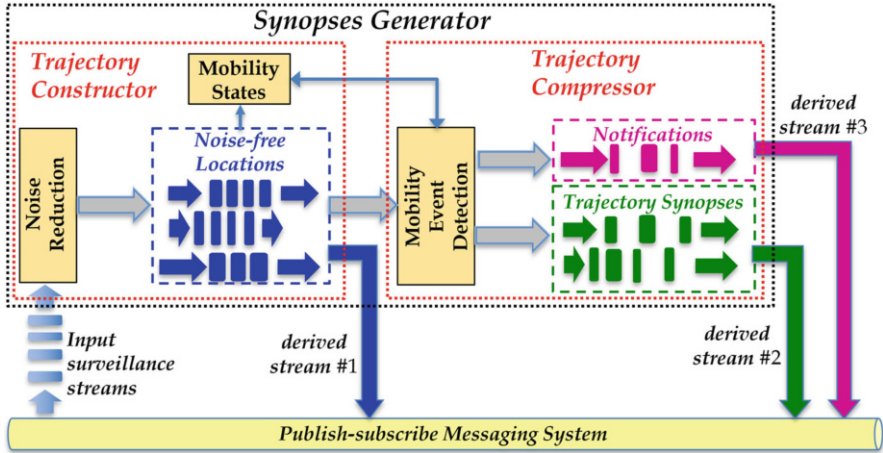 Synopses Generator
Trajectory
Constructor
Mobility
States
Trajectory
Compressor
Noise
Reduction
Noise-free
Locations
Mobility
Event
Detection
Notifications
Trajectory Synopses
derived
stream #3
Input
surveillance
streams
derived
stream #1
derived
stream #2
Publish-subscribe Messaging System